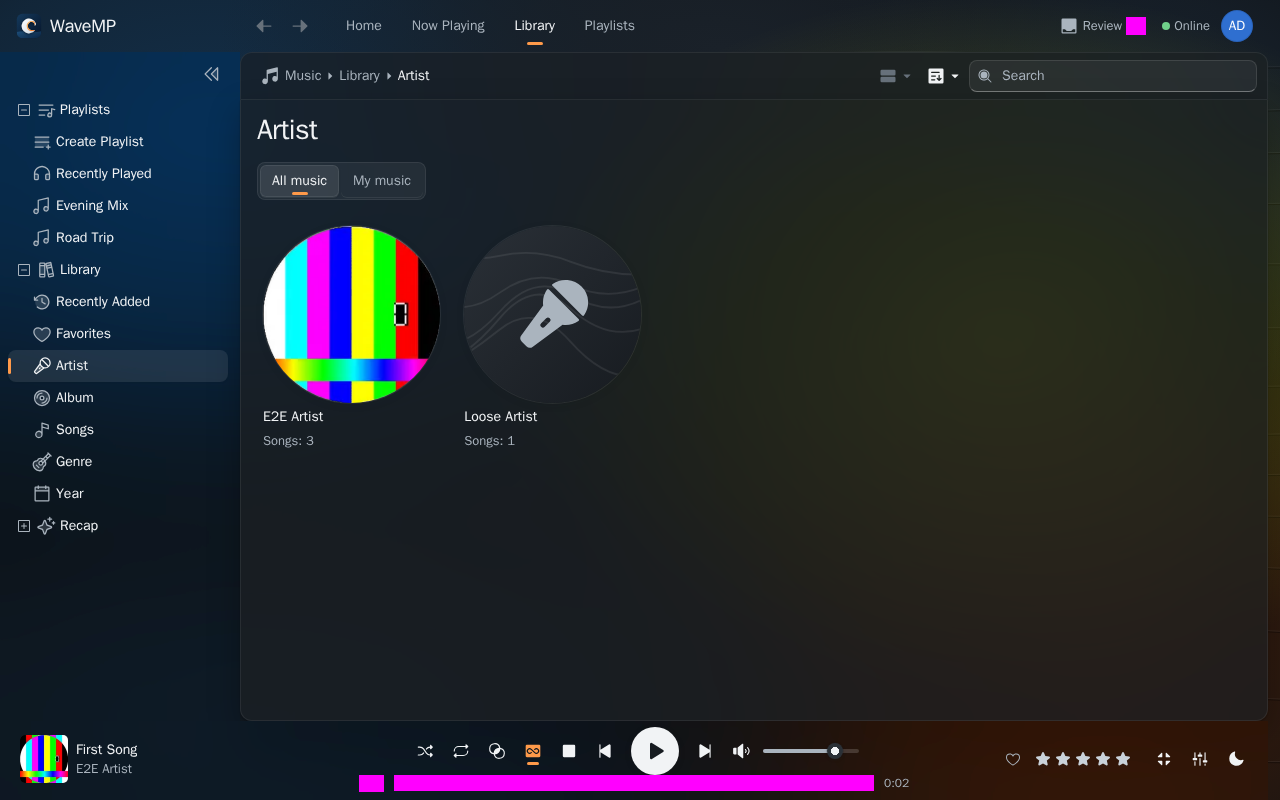 WaveMP
Home
Now Playing
Library
Playlists
Review
Online
AD
Music
Library
Artist
Search
Playlists
Create Playlist
Recently Played
Evening Mix
Road Trip
Library
Recently Added
Favorites
Artist
Album
Songs
Genre
Year
Recap
Artist
All music
My music
E2E Artist
Songs: 3
Loose Artist
Songs: 1
First Song
E2E Artist
0:02